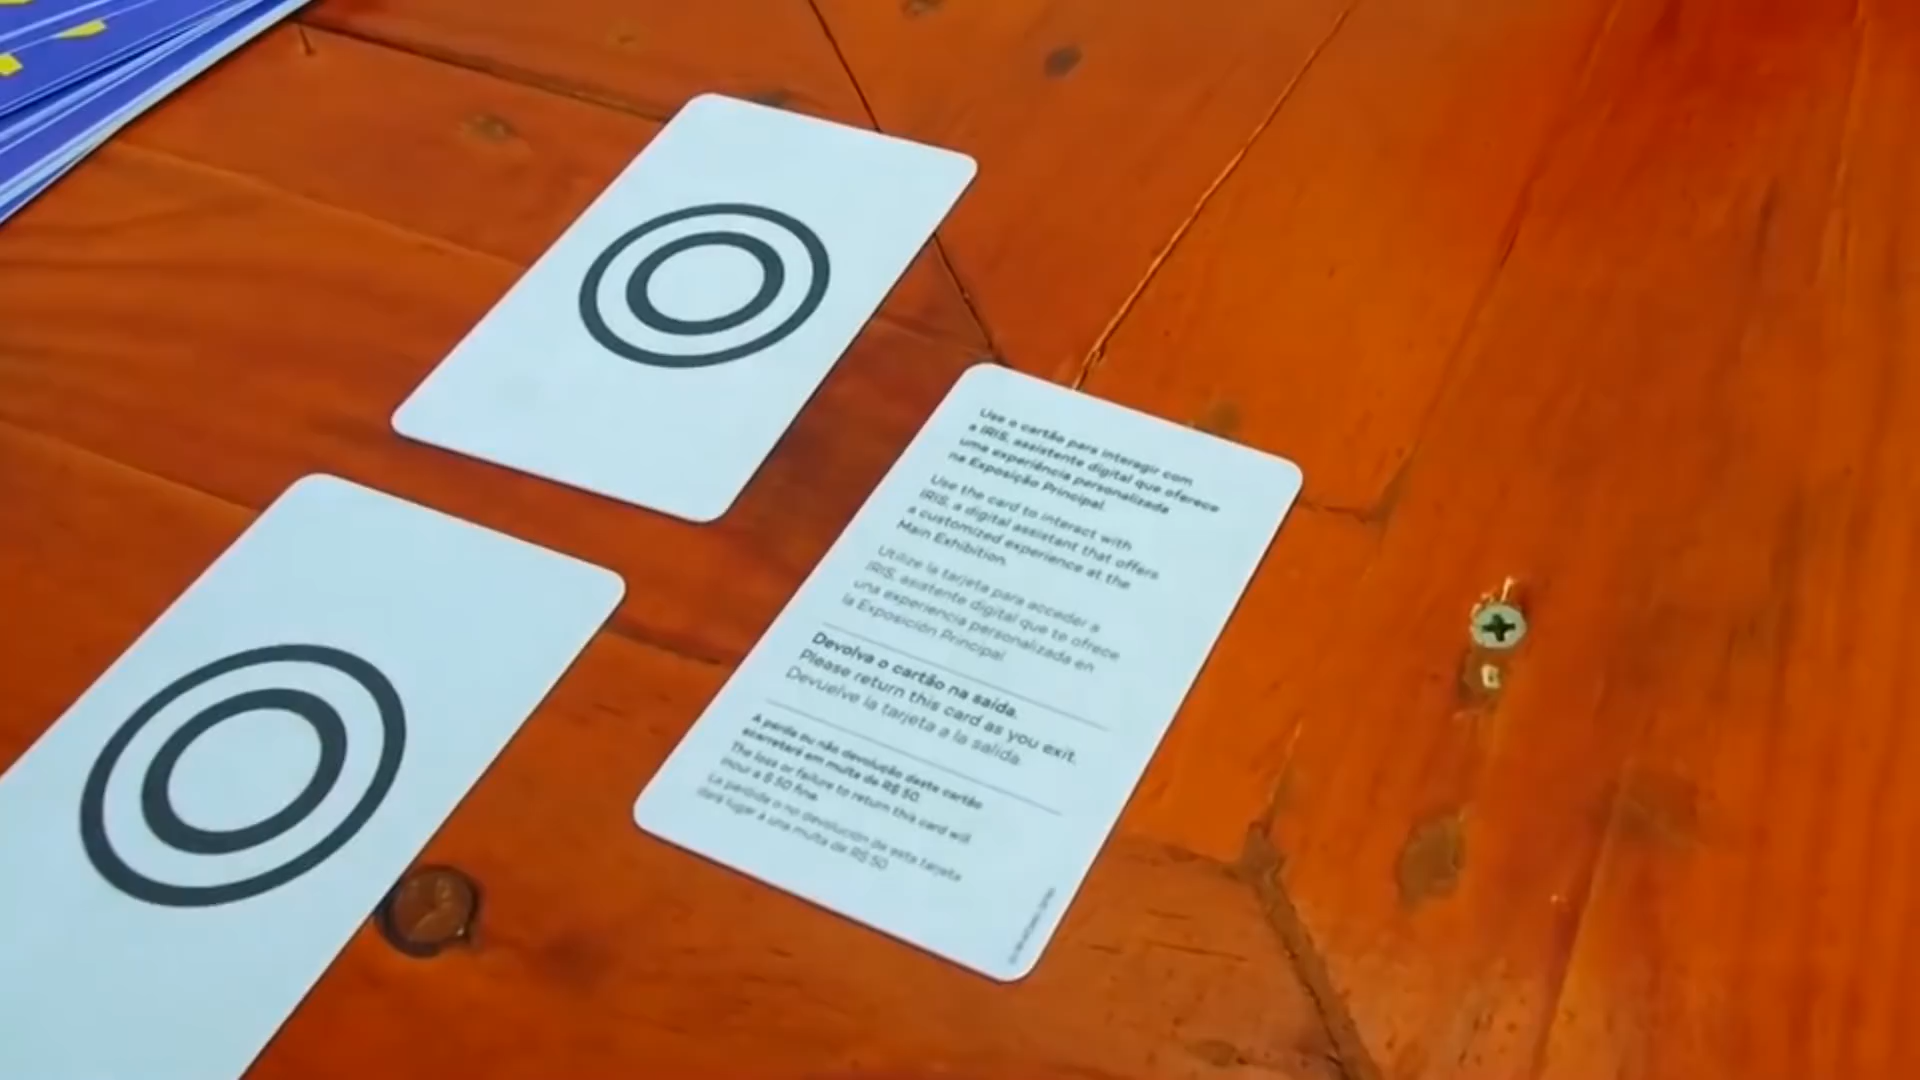 Use o cartão para interagir com
a IRIS, assistente digital que oferece
uma experiência personalizada
na Exposição Principal.
Use the card to interact with
IRIS, a digital assistant that offers
a customized experience at the
Main Exhibition.
Utilize la tarjeta para acceder a
IRIS, asistente digital que te ofrece
una experiencia personalizada en
la Exposición Principal
Devolva o cartão na saída.
Please return this card as you exit.
Devuelve la tarjeta a la salida.
A perda ou não devolução deste cartão
acarretará em multa de R$ 50.
The loss or failure to return this card will
incur a $ 50 fine.
La pérdida o no devolución de esta tarjeta
dará lugar a una multa de R$ 50